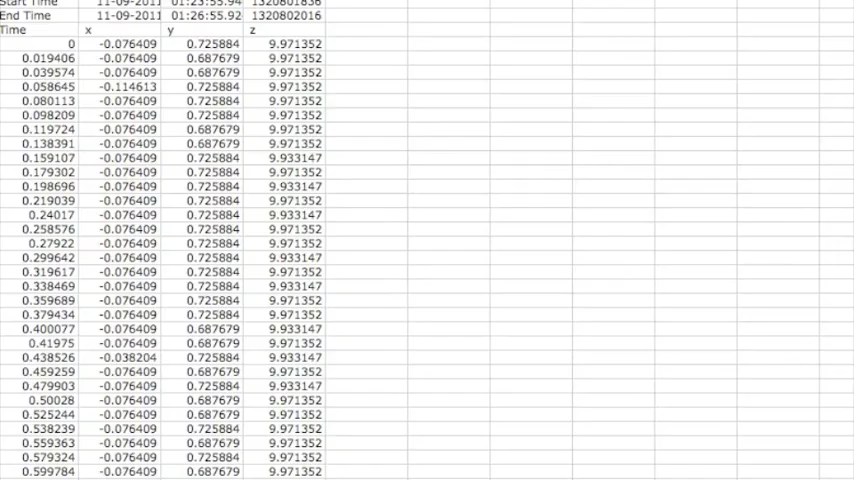 Start Time 11-09-2011 01:23:55.94 1320801836
End Time 11-09-2011 01:26:55.92 1320802016
Time x y z
0 -0.076409 0.725884 9.971352
0.019406 -0.076409 0.687679 9.971352
0.039574 -0.076409 0.687679 9.971352
0.058645 -0.114613 0.725884 9.971352
0.080113 -0.076409 0.725884 9.971352
0.098209 -0.076409 0.725884 9.971352
0.119724 -0.076409 0.687679 9.971352
0.138391 -0.076409 0.687679 9.971352
0.159107 -0.076409 0.725884 9.933147
0.179302 -0.076409 0.725884 9.971352
0.198696 -0.076409 0.725884 9.933147
0.219039 -0.076409 0.725884 9.971352
0.24017 -0.076409 0.725884 9.933147
0.258576 -0.076409 0.725884 9.971352
0.27922 -0.076409 0.725884 9.971352
0.299642 -0.076409 0.725884 9.933147
0.319617 -0.076409 0.725884 9.971352
0.338469 -0.076409 0.725884 9.971352
0.359689 -0.076409 0.725884 9.971352
0.379434 -0.076409 0.725884 9.971352
0.400077 -0.076409 0.687679 9.933147
0.41975 -0.076409 0.687679 9.971352
0.438526 -0.038204 0.725884 9.933147
0.459259 -0.076409 0.687679 9.971352
0.479903 -0.076409 0.725884 9.933147
0.50028 -0.076409 0.687679 9.971352
0.525244 -0.076409 0.687679 9.971352
0.538239 -0.076409 0.725884 9.971352
0.559363 -0.076409 0.687679 9.971352
0.579324 -0.076409 0.725884 9.971352
0.599784 -0.076409 0.687679 9.971352